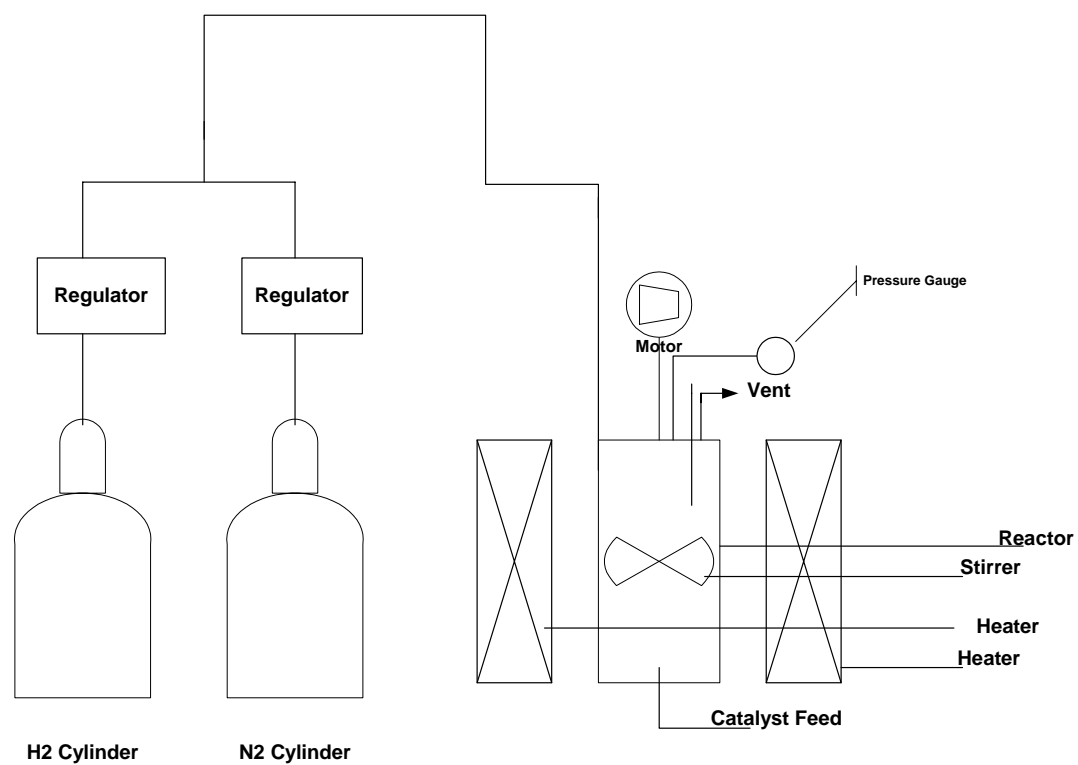 Regulator
Regulator
Pressure Gauge
Motor
Vent
Reactor
Stirrer
Heater
Heater
Catalyst Feed
H2 Cylinder
N2 Cylinder